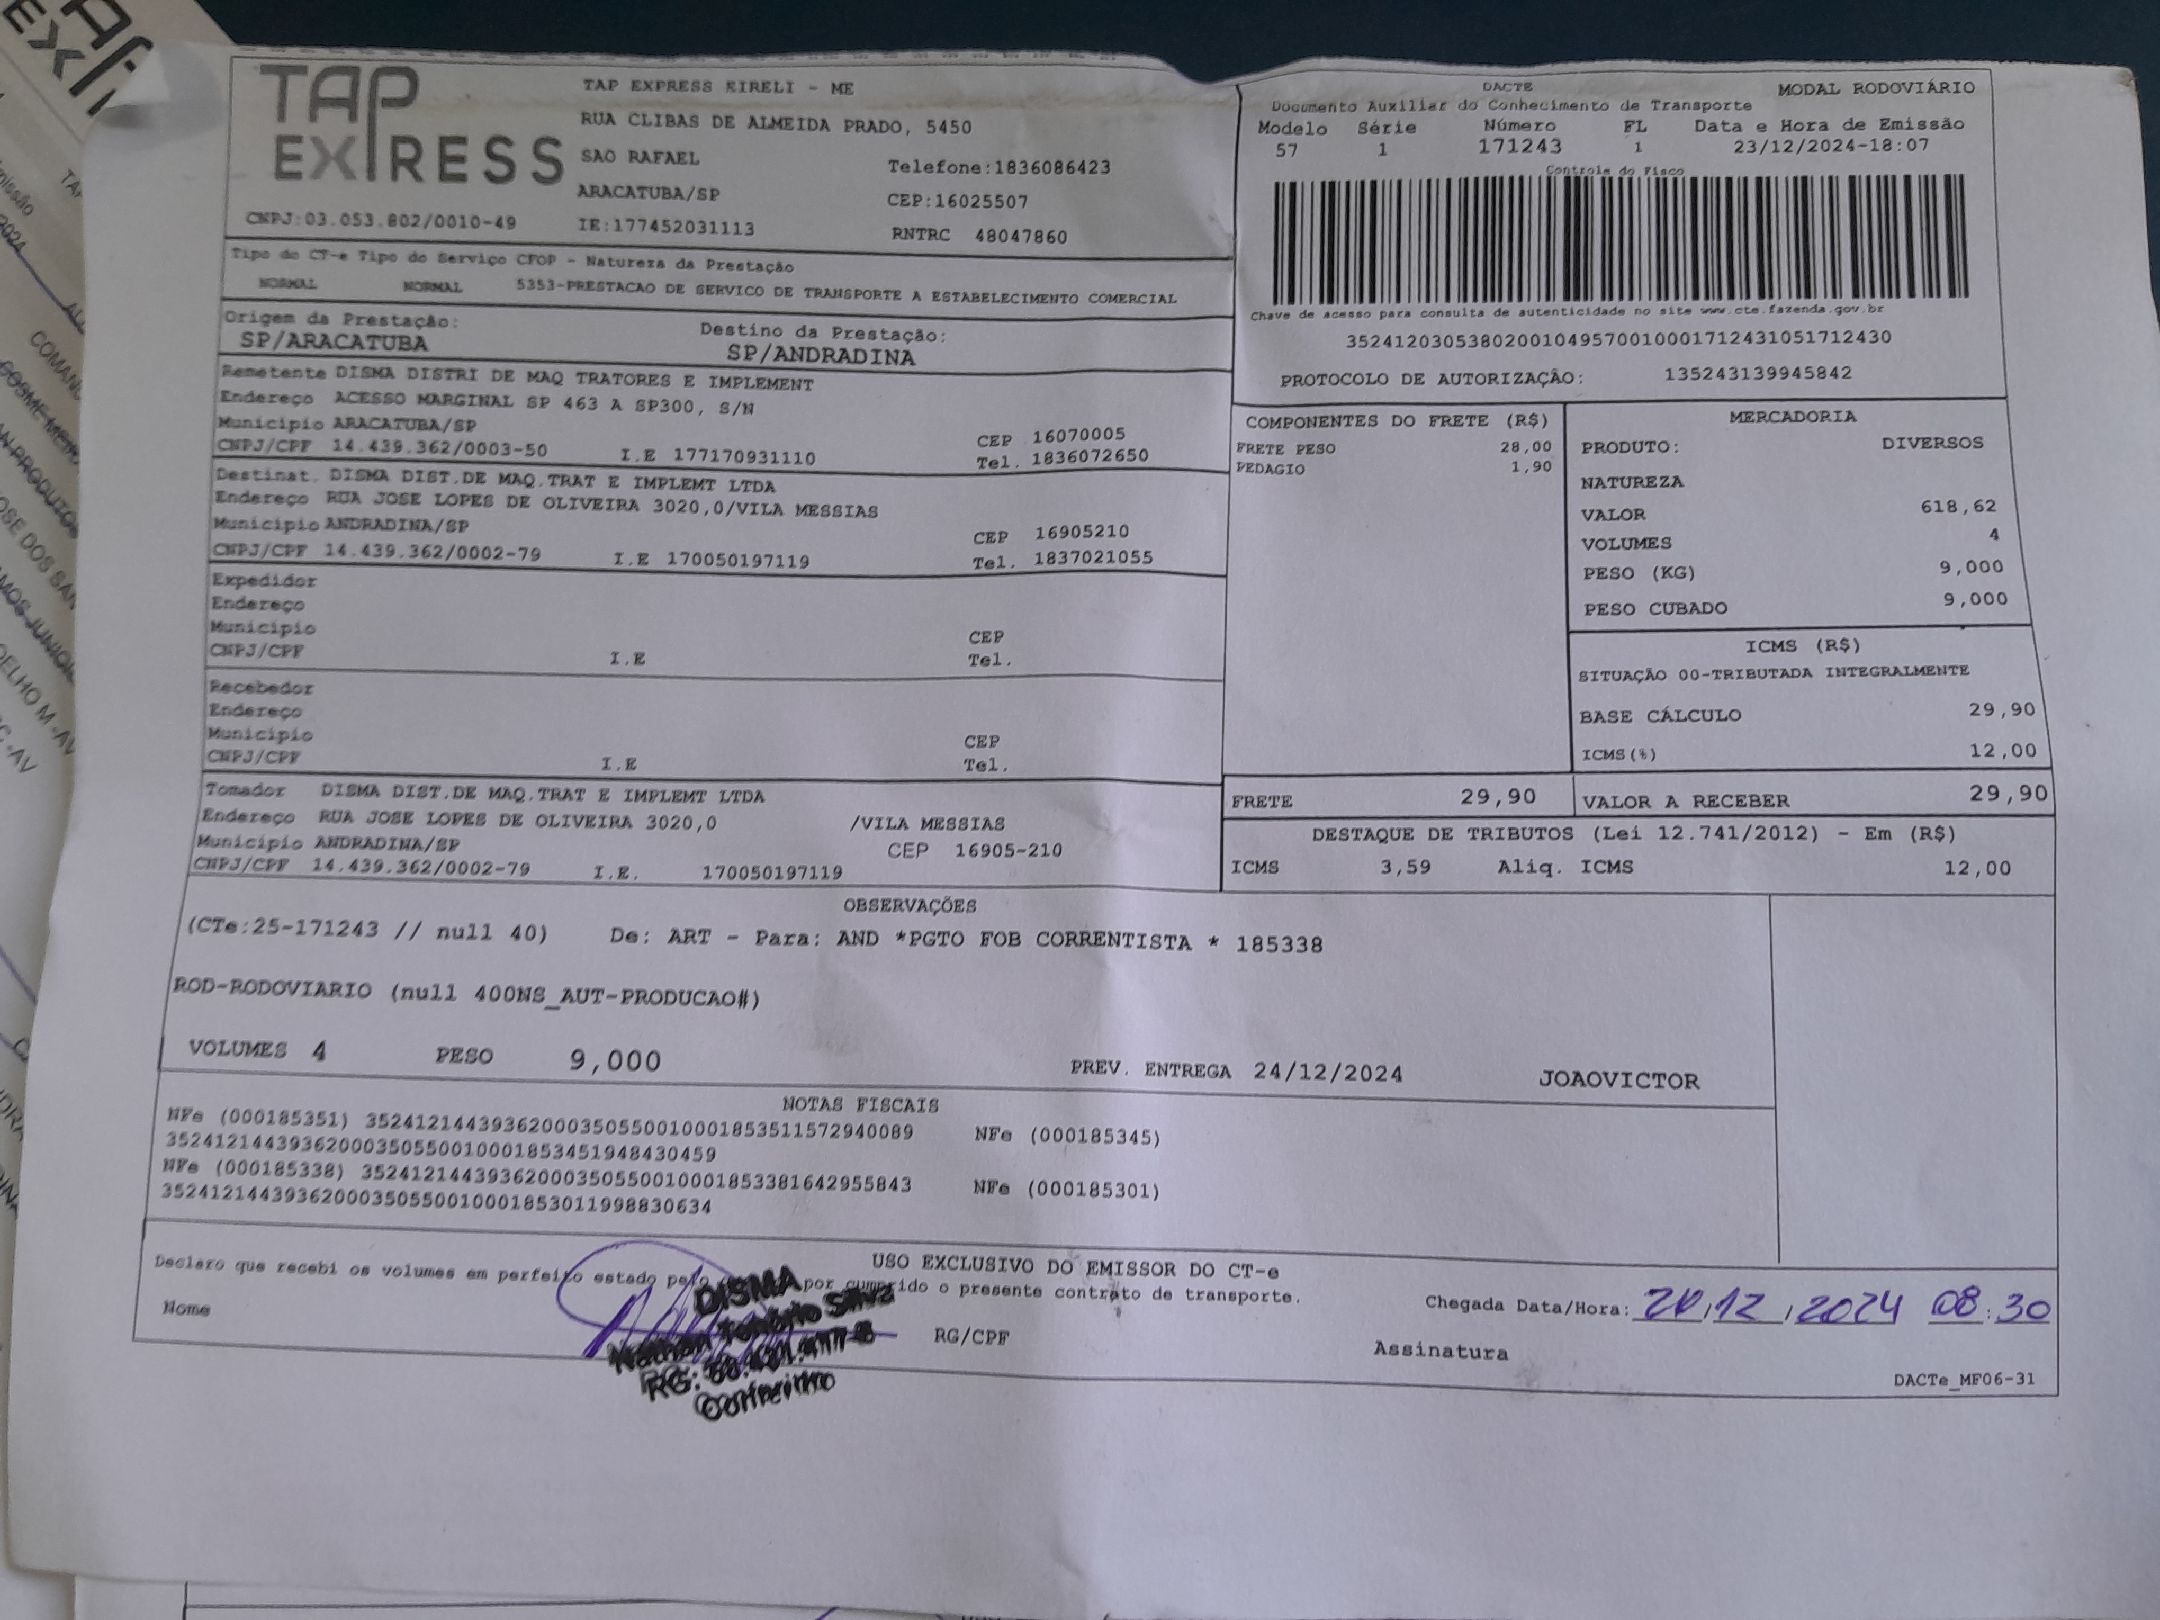 TAP EXPRESS
TAP EXPRESS EIRELI - ME
RUA CLIBAS DE ALMEIDA PRADO, 5450
SAO RAFAEL Telefone:1836086423
ARACATUBA/SP CEP:16025507
CNPJ:03.053.802/0010-49 IE:177452031113 RNTRC 48047860
DACTE MODAL RODOVIÁRIO
Documento Auxiliar do Conhecimento de Transporte
Modelo Série Número FL Data e Hora de Emissão
57 1 171243 1 23/12/2024-18:07
Controle do Fisco
Chave de acesso para consulta de autenticidade no site www.cte.fazenda.gov.br
35241203053802001049570010001712431051712430
PROTOCOLO DE AUTORIZAÇÃO: 135243139945842
Tipo do CT-e Tipo do Serviço CFOP - Natureza da Prestação
NORMAL NORMAL 5353-PRESTACAO DE SERVICO DE TRANSPORTE A ESTABELECIMENTO COMERCIAL
Origem da Prestação: Destino da Prestação:
SP/ARACATUBA SP/ANDRADINA
Remetente DISMA DISTRI DE MAQ TRATORES E IMPLEMENT
Endereço ACESSO MARGINAL SP 463 A SP300, S/N
Município ARACATUBA/SP CEP 16070005
CNPJ/CPF 14.439.362/0003-50 I.E 177170931110 Tel. 1836072650
Destinat. DISMA DIST.DE MAQ.TRAT E IMPLEMT LTDA
Endereço RUA JOSE LOPES DE OLIVEIRA 3020,0/VILA MESSIAS
Município ANDRADINA/SP CEP 16905210
CNPJ/CPF 14.439.362/0002-79 I.E 170050197119 Tel. 1837021055
Expedidor
Endereço
Município CEP
CNPJ/CPF I.E Tel.
Recebedor
Endereço
Município CEP
CNPJ/CPF I.E Tel.
Tomador DISMA DIST.DE MAQ.TRAT E IMPLEMT LTDA
Endereço RUA JOSE LOPES DE OLIVEIRA 3020,0 /VILA MESSIAS
Município ANDRADINA/SP CEP 16905-210
CNPJ/CPF 14.439.362/0002-79 I.E. 170050197119
COMPONENTES DO FRETE (R$)
FRETE PESO 28,00
PEDAGIO 1,90
MERCADORIA
PRODUTO: DIVERSOS
NATUREZA
VALOR 618,62
VOLUMES 4
PESO (KG) 9,000
PESO CUBADO 9,000
ICMS (R$)
SITUAÇÃO 00-TRIBUTADA INTEGRALMENTE
BASE CÁLCULO 29,90
ICMS(%) 12,00
FRETE 29,90 VALOR A RECEBER 29,90
DESTAQUE DE TRIBUTOS (Lei 12.741/2012) - Em (R$)
ICMS 3,59 Aliq. ICMS 12,00
OBSERVAÇÕES
(CTe:25-171243 // null 40) De: ART - Para: AND *PGTO FOB CORRENTISTA * 185338
ROD-RODOVIARIO (null 400NS_AUT-PRODUCAO#)
VOLUMES 4 PESO 9,000 PREV. ENTREGA 24/12/2024 JOAOVICTOR
NOTAS FISCAIS
NFe (000185351) 35241214439362000350550010001853511572940089 NFe (000185345)
35241214439362000350550010001853451948430459
NFe (000185338) 35241214439362000350550010001853381642955843 NFe (000185301)
35241214439362000350550010001853011998830634
USO EXCLUSIVO DO EMISSOR DO CT-e
Declaro que recebi os volumes em perfeito estado pelo por cumprido o presente contrato de transporte.
Nome RG/CPF Assinatura
Chegada Data/Hora: 24/12/2024 08:30
DISMA
Nathan Tenório Silva
RG:
DACTe_MF06-31